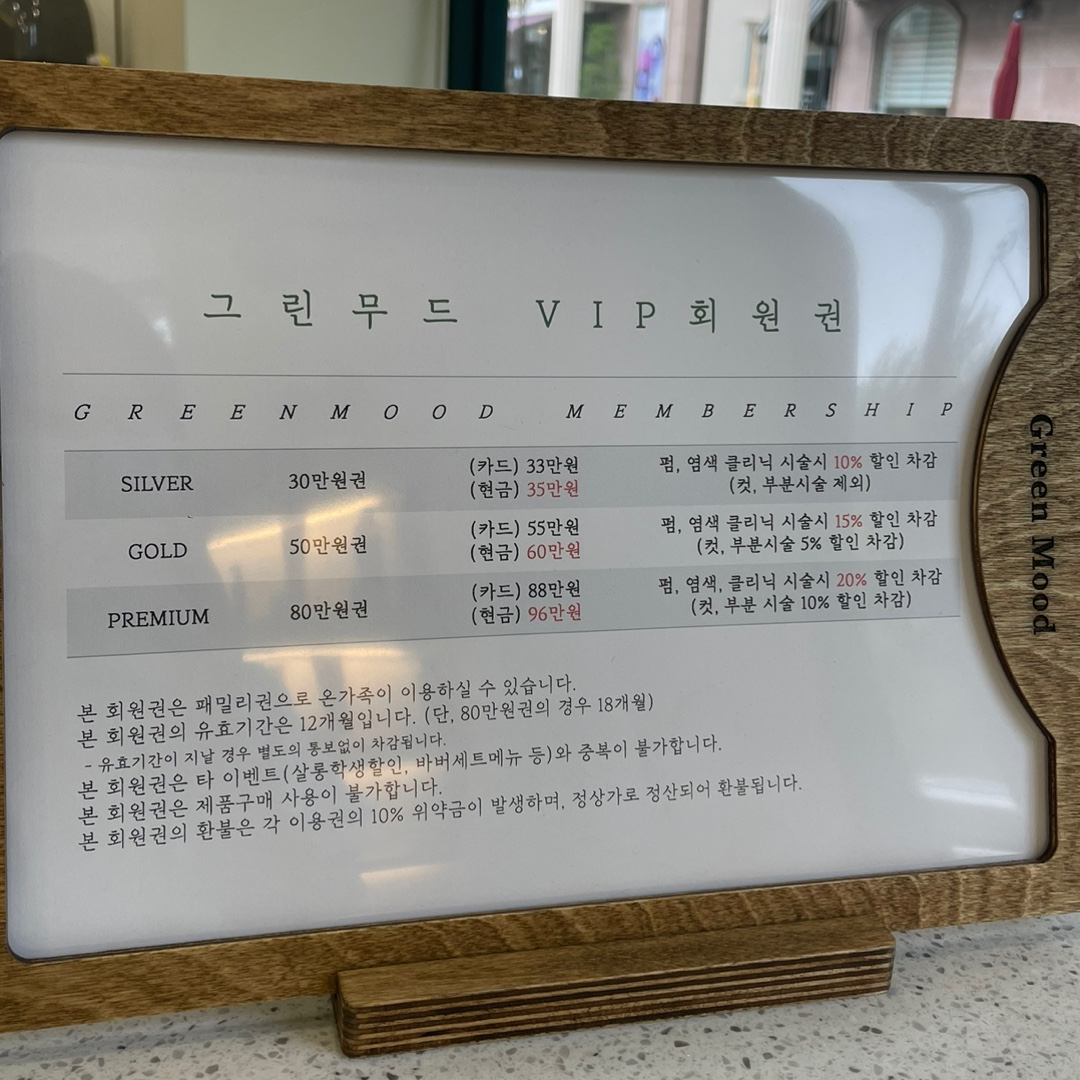 그린무드 VIP회원권
GREENMOOD MEMBERSHIP
SILVER 30만원권 (카드) 33만원 (현금) 35만원 펌, 염색 클리닉 시술시 10% 할인 차감 (컷, 부분시술 제외)
GOLD 50만원권 (카드) 55만원 (현금) 60만원 펌, 염색 클리닉 시술시 15% 할인 차감 (컷, 부분시술 5% 할인 차감)
PREMIUM 80만원권 (카드) 88만원 (현금) 96만원 펌, 염색, 클리닉 시술시 20% 할인 차감 (컷, 부분 시술 10% 할인 차감)
본 회원권은 패밀리권으로 온가족이 이용하실 수 있습니다.
본 회원권의 유효기간은 12개월입니다. (단, 80만원권의 경우 18개월)
- 유효기간이 지날 경우 별도의 통보없이 차감됩니다.
본 회원권은 타 이벤트(살롱학생할인, 바버세트메뉴 등)와 중복이 불가합니다.
본 회원권은 제품구매 사용이 불가합니다.
본 회원권의 환불은 각 이용권의 10% 위약금이 발생하며, 정상가로 정산되어 환불됩니다.
Green Mood